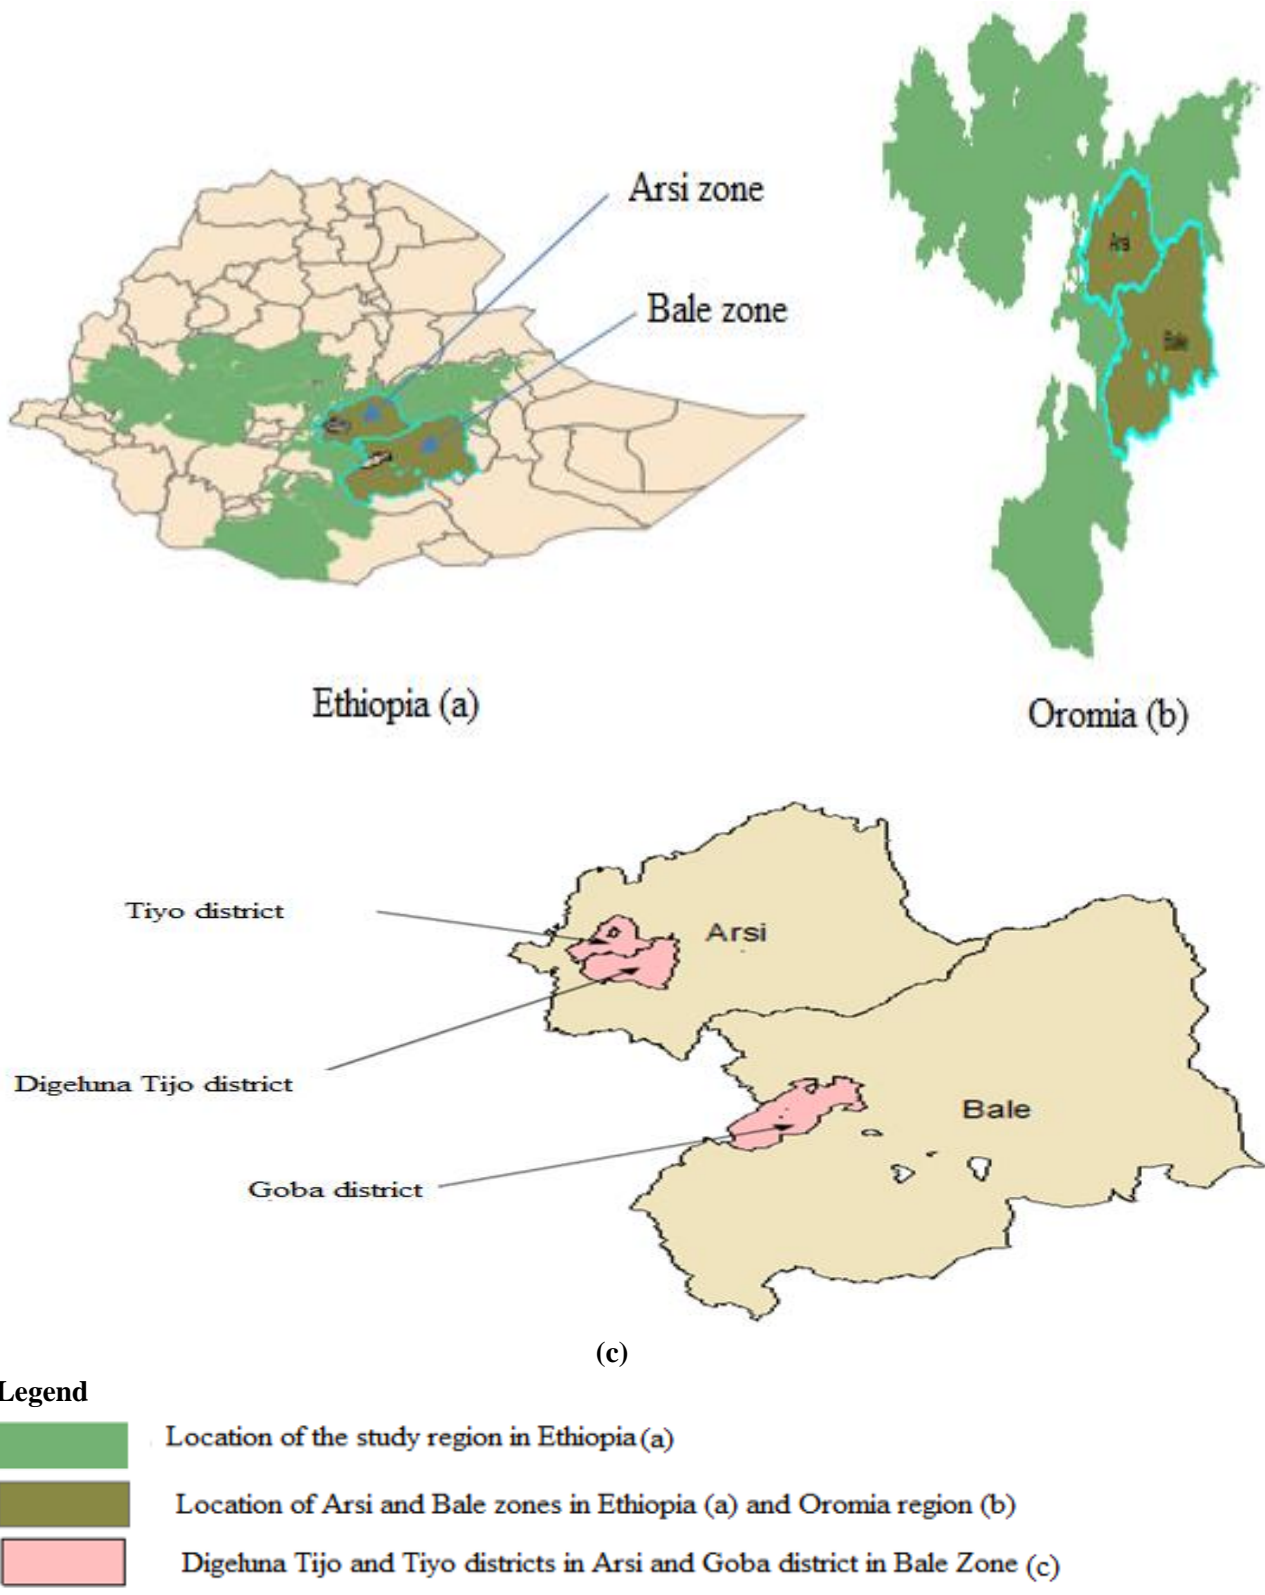 Arsi zone
Bale zone
Arsi
Bale
Ethiopia (a)
Oromia (b)
Tiyo district
Arsi
Digeluna Tijo district
Bale
Goba district
(c)
Legend
Location of the study region in Ethiopia (a)
Location of Arsi and Bale zones in Ethiopia (a) and Oromia region (b)
Digeluna Tijo and Tiyo districts in Arsi and Goba district in Bale Zone (c)